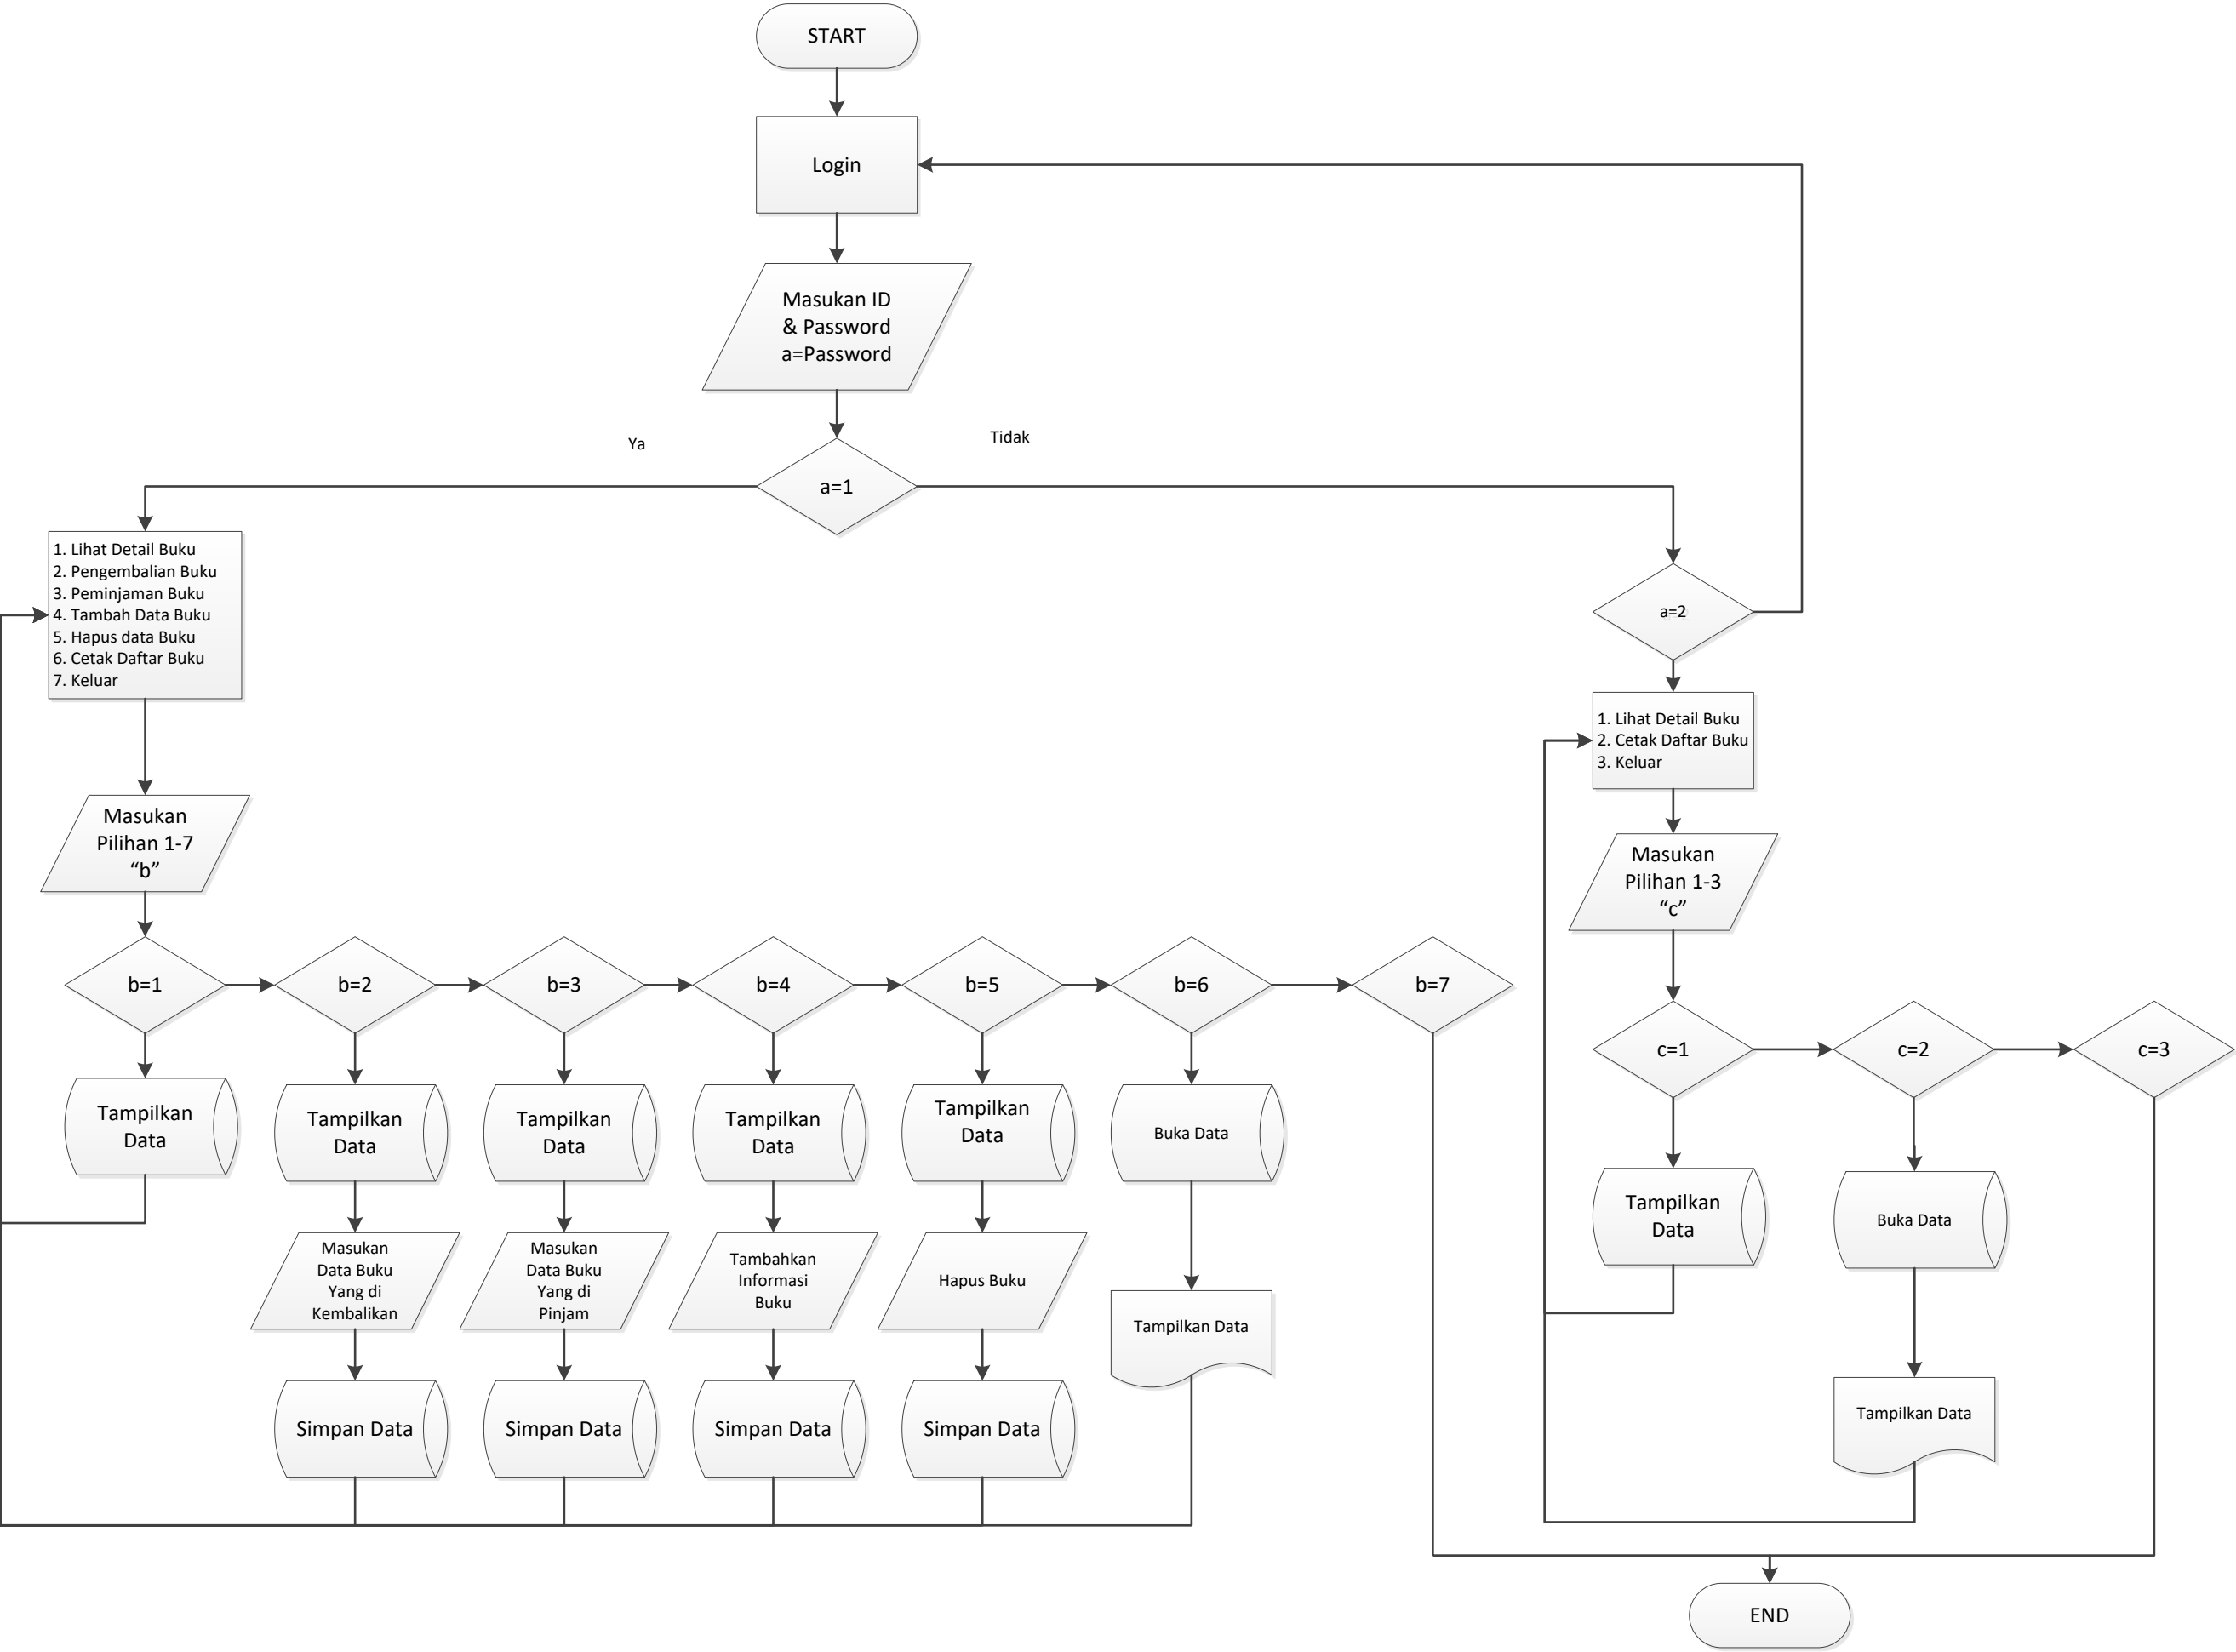 START
Login
Masukan ID
& Password
a=Password
Ya
Tidak
a=1
1. Lihat Detail Buku
2. Pengembalian Buku
3. Peminjaman Buku
4. Tambah Data Buku
5. Hapus data Buku
6. Cetak Daftar Buku
7. Keluar
a=2
1. Lihat Detail Buku
2. Cetak Daftar Buku
3. Keluar
Masukan
Pilihan 1-7
“b”
Masukan
Pilihan 1-3
“c”
b=1
b=2
b=3
b=4
b=5
b=6
b=7
c=1
c=2
c=3
Tampilkan
Data
Tampilkan
Data
Tampilkan
Data
Tampilkan
Data
Tampilkan
Data
Buka Data
Tampilkan
Data
Buka Data
Masukan
Data Buku
Yang di
Kembalikan
Masukan
Data Buku
Yang di
Pinjam
Tambahkan
Informasi
Buku
Hapus Buku
Tampilkan Data
Tampilkan Data
Simpan Data
Simpan Data
Simpan Data
Simpan Data
END